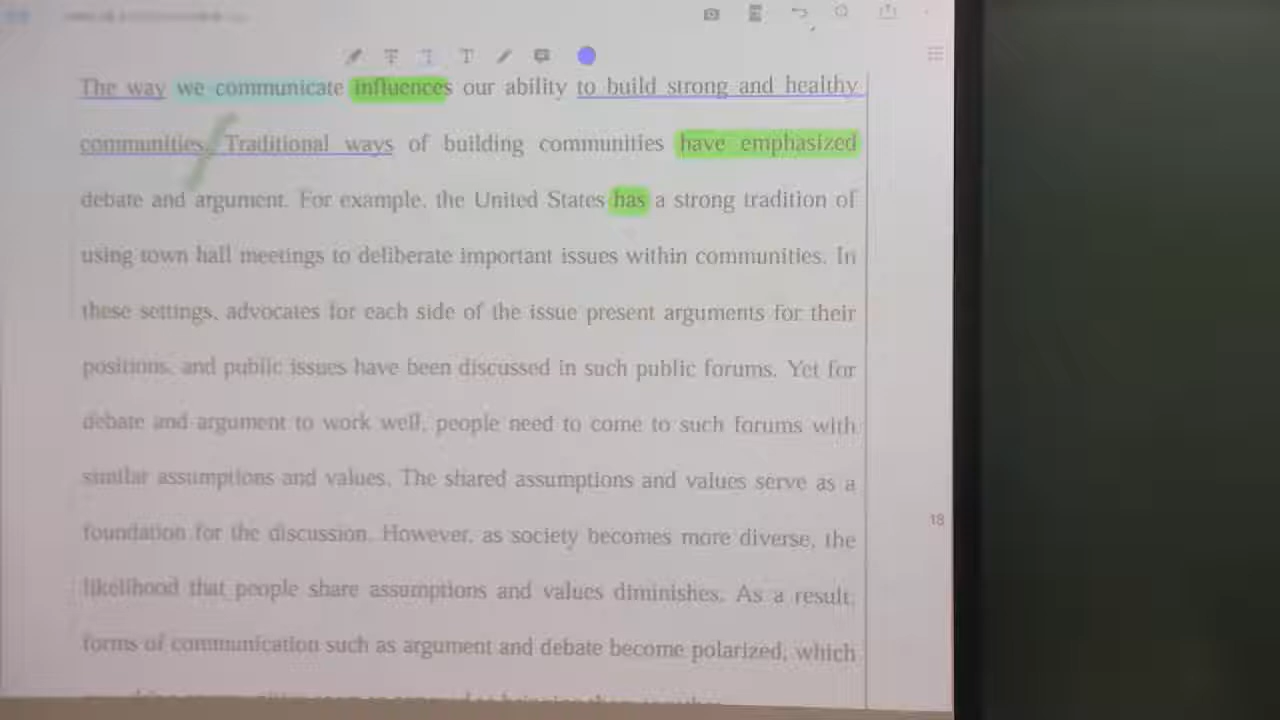 The way we communicate influences our ability to build strong and healthy
communities. Traditional ways of building communities have emphasized
debate and argument. For example, the United States has a strong tradition of
using town hall meetings to deliberate important issues within communities. In
these settings, advocates for each side of the issue present arguments for their
positions, and public issues have been discussed in such public forums. Yet for
debate and argument to work well, people need to come to such forums with
similar assumptions and values. The shared assumptions and values serve as a
foundation for the discussion. However, as society becomes more diverse, the
18
likelihood that people share assumptions and values diminishes. As a result,
forms of communication such as argument and debate become polarized, which